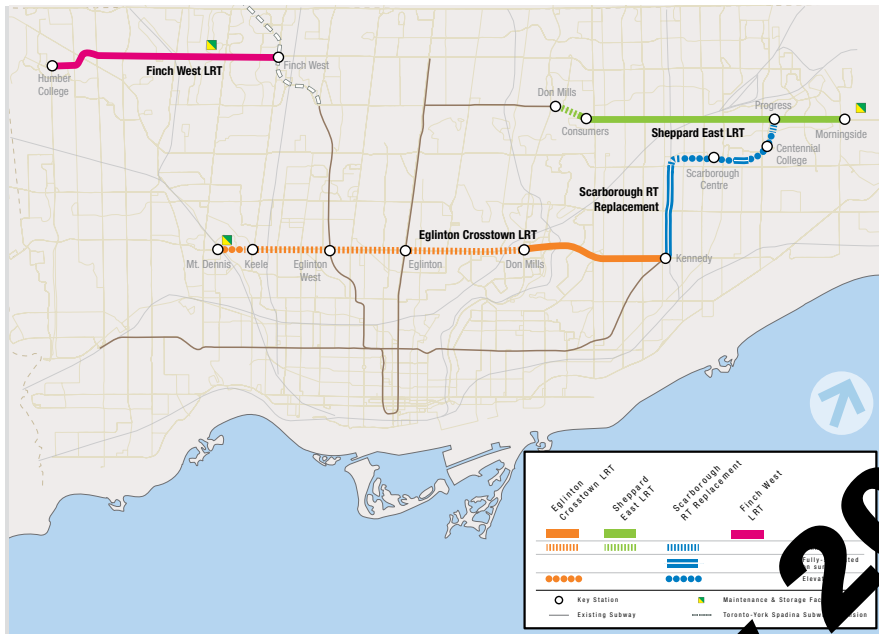 Humber
College
Finch West LRT
Finch West
Don Mills
Consumers
Progress
Sheppard East LRT
Morningside
Centennial
College
Scarborough
Centre
Scarborough RT
Replacement
Eglinton Crosstown LRT
Mt. Dennis
Keele
Eglinton
West
Eglinton
Don Mills
Kennedy
Eglinton
Crosstown LRT
Sheppard
East LRT
Scarborough
RT Replacement
Finch West
LRT
Key Station
Maintenance & Storage
Existing Subway
Toronto-York Spadina
20